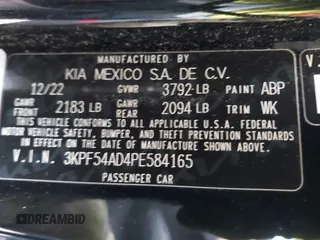 MANUFACTURED BY
KIA MEXICO S.A. DE C.V.
12/22 GVWR 3792 LB PAINT ABP
GAWR FRONT 2183 LB GAWR REAR 2094 LB TRIM WK
THIS VEHICLE CONFORMS TO ALL APPLICABLE U.S. FEDERAL MOTOR VEHICLE
SAFETY, BUMPER, AND THEFT PREVENTION STANDARDS IN
EFFECT ON THE DATE OF MANUFACTURE SHOWN ABOVE.
V.I.N. 3KPF54AD4PE584165
PASSENGER CAR
DREAMBID